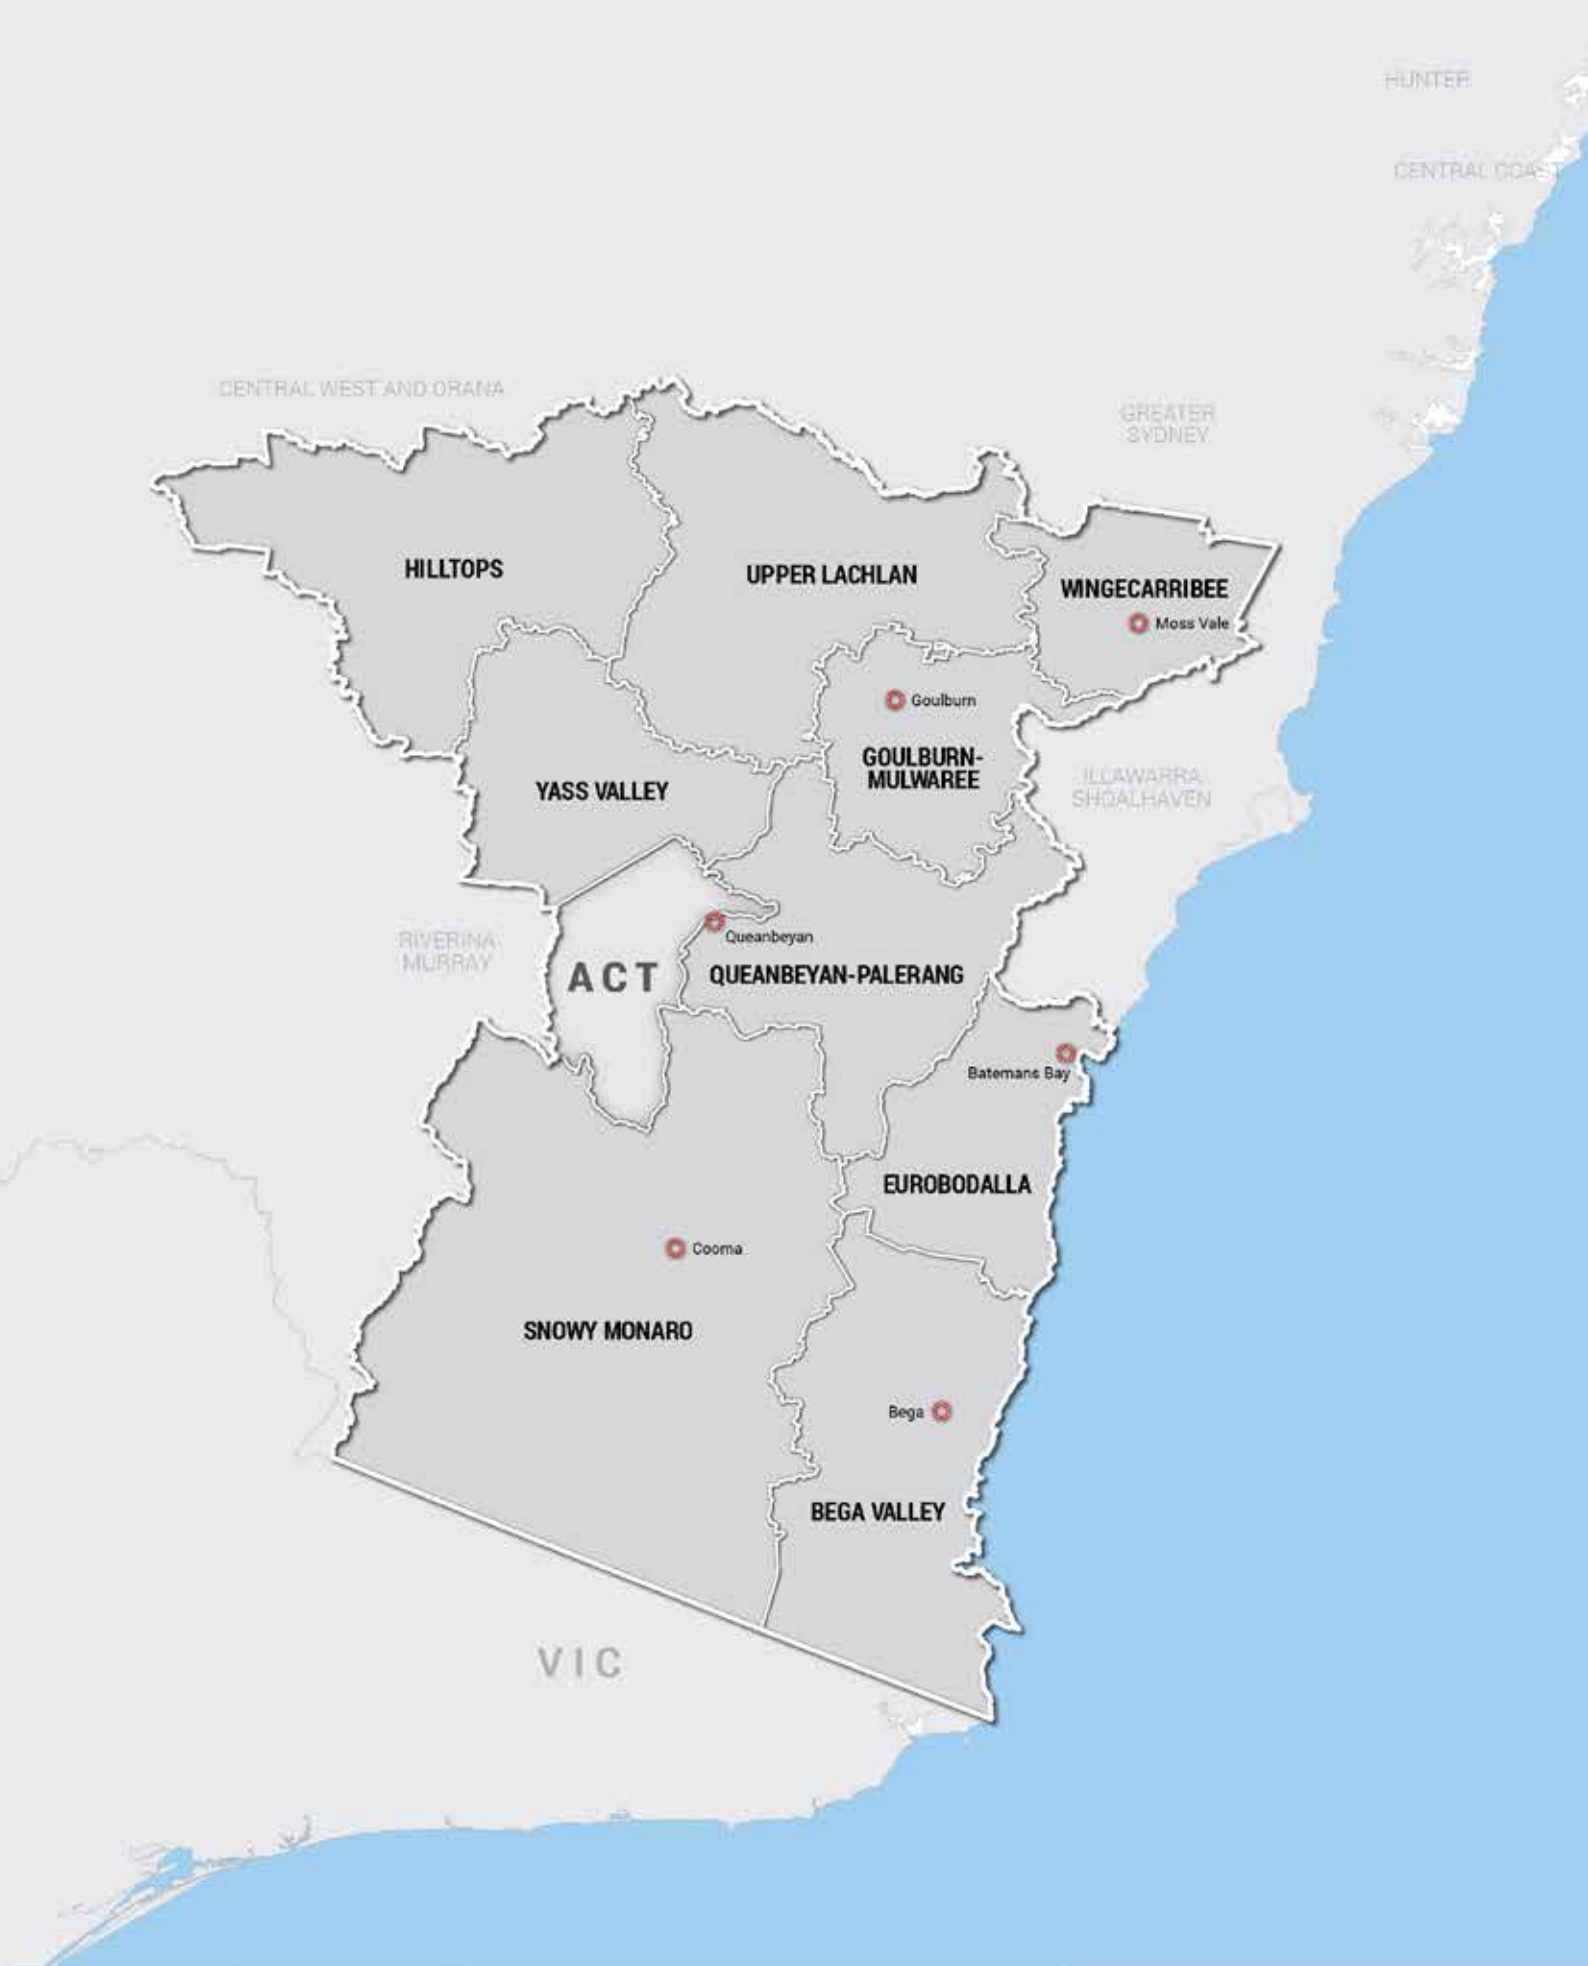 HUNTER
CENTRAL COAST
CENTRAL WEST AND ORANA
GREATER
SYDNEY
HILLTOPS
UPPER LACHLAN
WINGECARRIBEE
Moss Vale
Goulburn
GOULBURN-
MULWAREE
YASS VALLEY
ILLAWARRA
SHOALHAVEN
RIVERINA
MURRAY
Queanbeyan
ACT
QUEANBEYAN-PALERANG
Batemans Bay
EUROBODALLA
Cooma
SNOWY MONARO
Bega
BEGA VALLEY
VIC